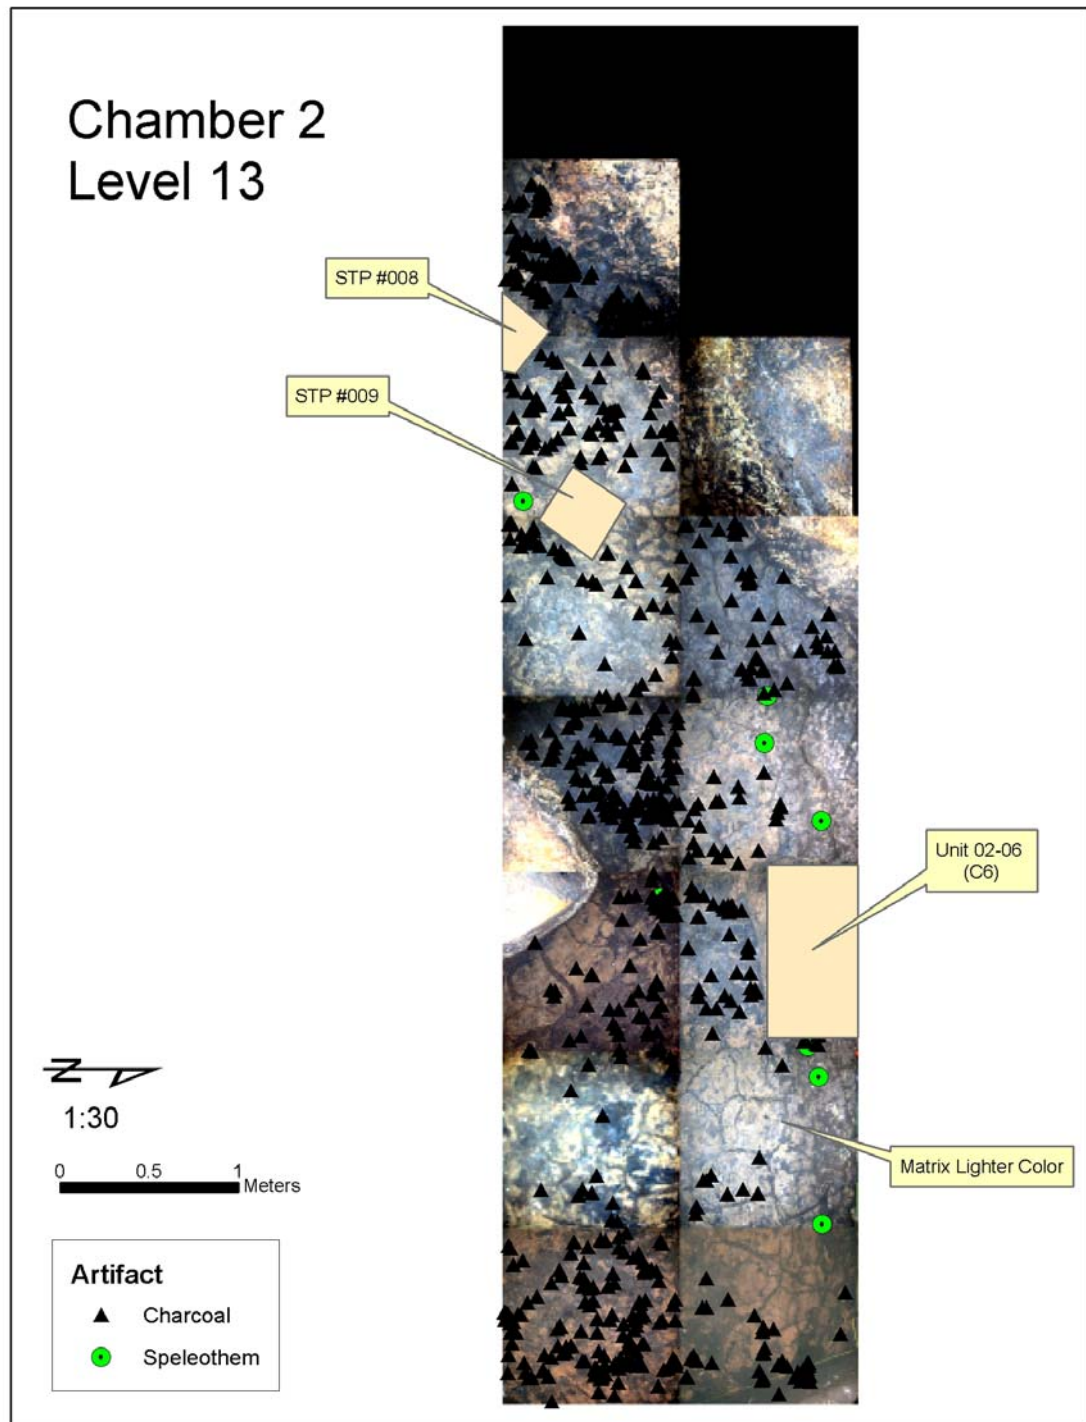 Chamber 2
Level 13
STP #008
STP #009
Unit 02-06
(C6)
N
1:30
0 0.5 1
Meters
Matrix Lighter Color
Artifact
Charcoal
Speleothem